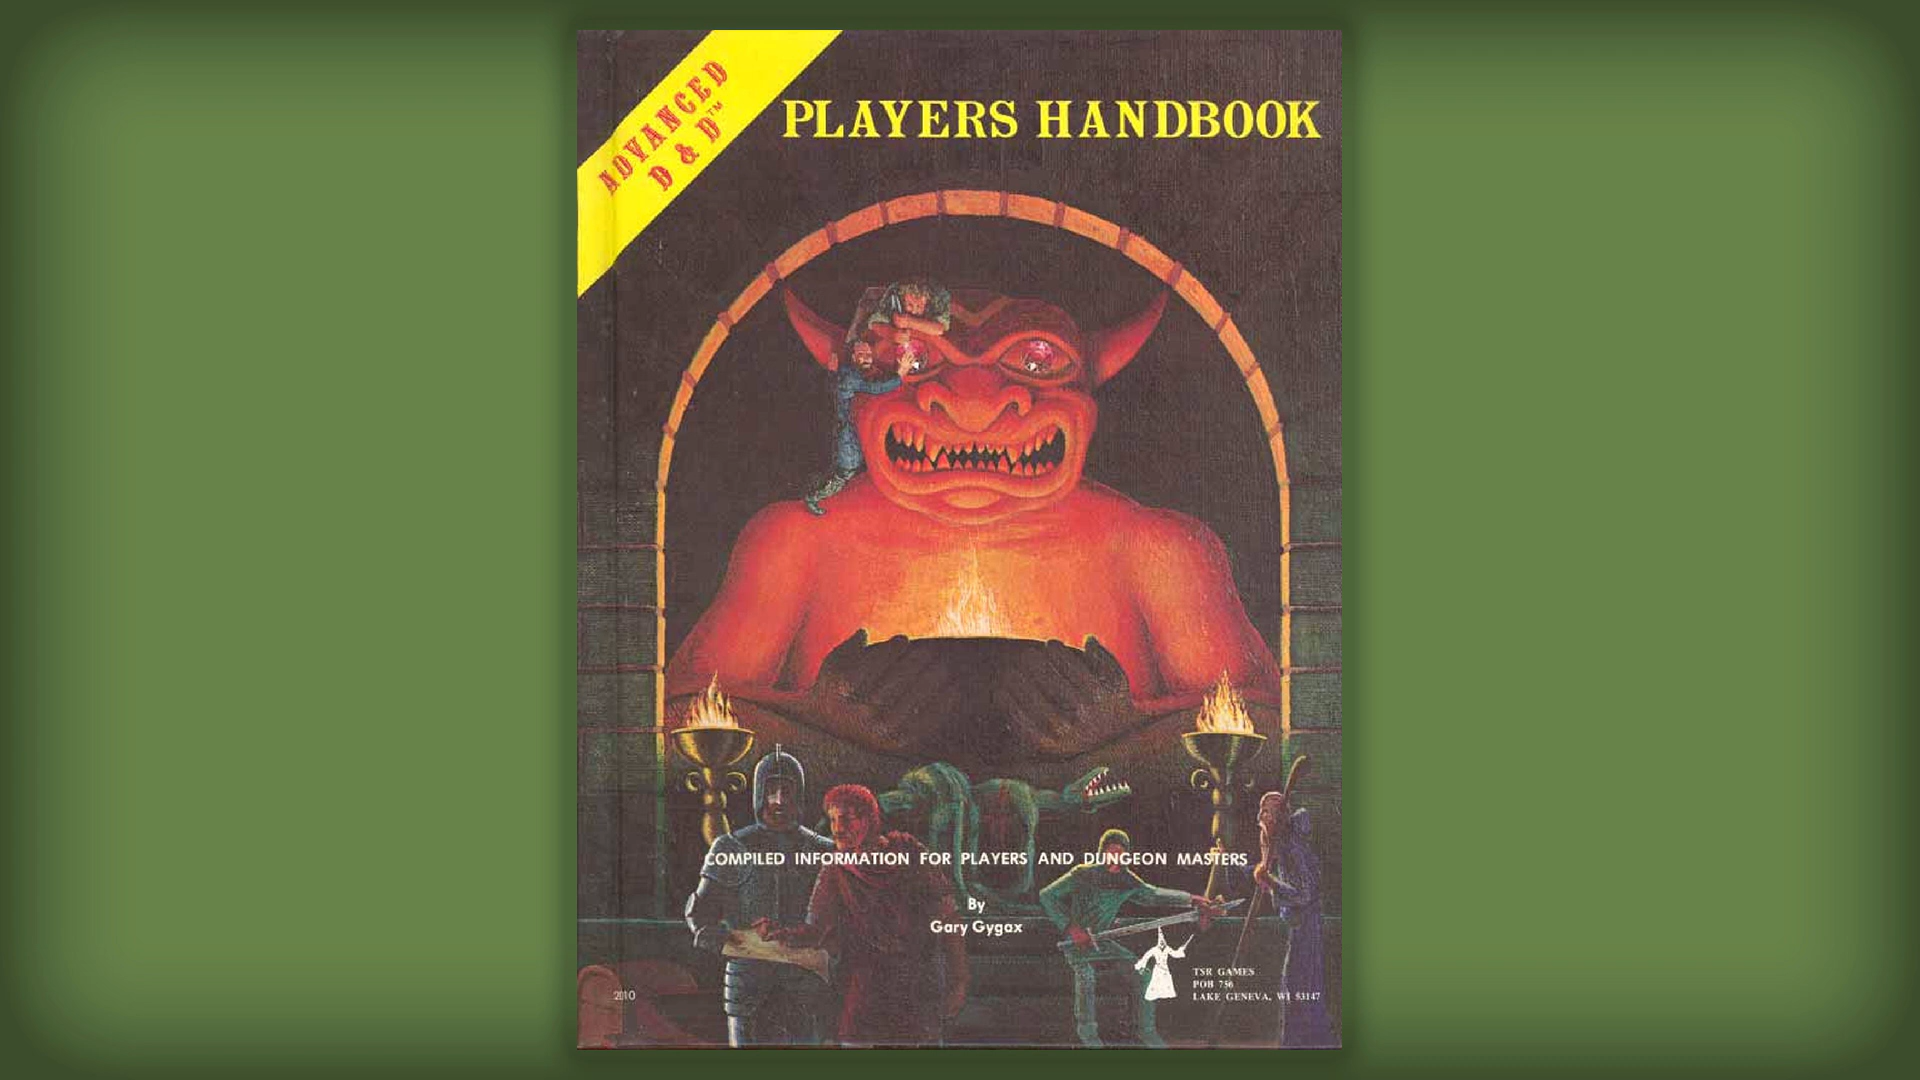 ADVANCED
D & D™
PLAYERS HANDBOOK
COMPILED INFORMATION FOR PLAYERS AND DUNGEON MASTERS
By
Gary Gygax
TSR GAMES
POB 756
LAKE GENEVA, WI 53147
2010